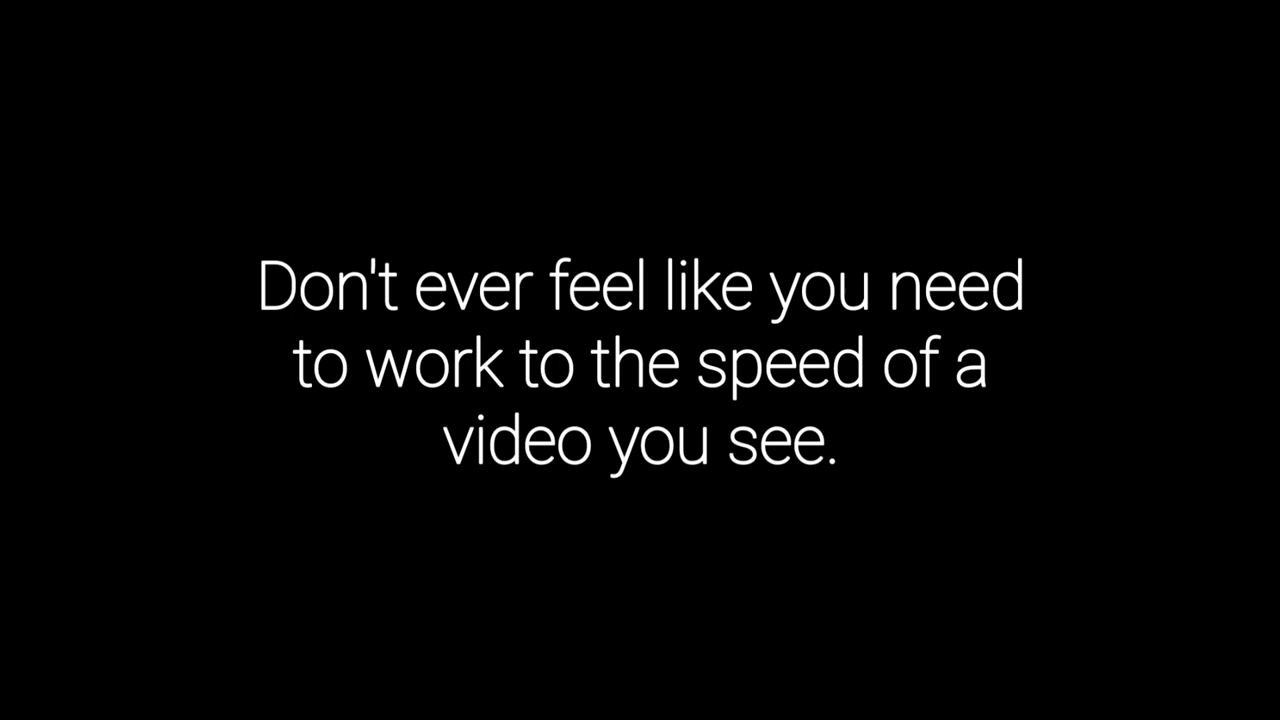 Don't ever feel like you need
to work to the speed of a
video you see.